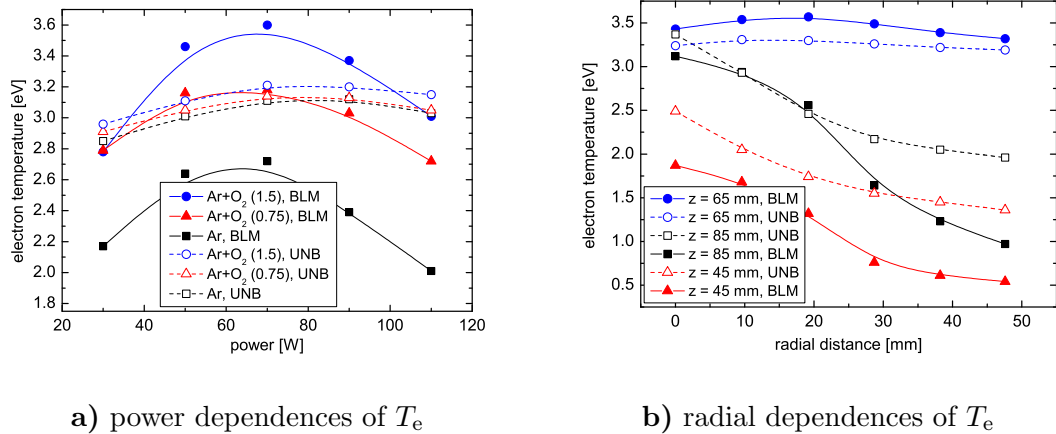 3.6
3.4
3.2
3.0
2.8
2.6
2.4
2.2
2.0
1.8
electron temperature [eV]
Ar+O₂ (1.5), BLM
Ar+O₂ (0.75), BLM
Ar, BLM
Ar+O₂ (1.5), UNB
Ar+O₂ (0.75), UNB
Ar, UNB
20 40 60 80 100 120
power [W]
a) power dependences of Tₑ
3.5
3.0
2.5
2.0
1.5
1.0
0.5
electron temperature [eV]
z = 65 mm, BLM
z = 65 mm, UNB
z = 85 mm, UNB
z = 85 mm, BLM
z = 45 mm, UNB
z = 45 mm, BLM
0 10 20 30 40 50
radial distance [mm]
b) radial dependences of Tₑ